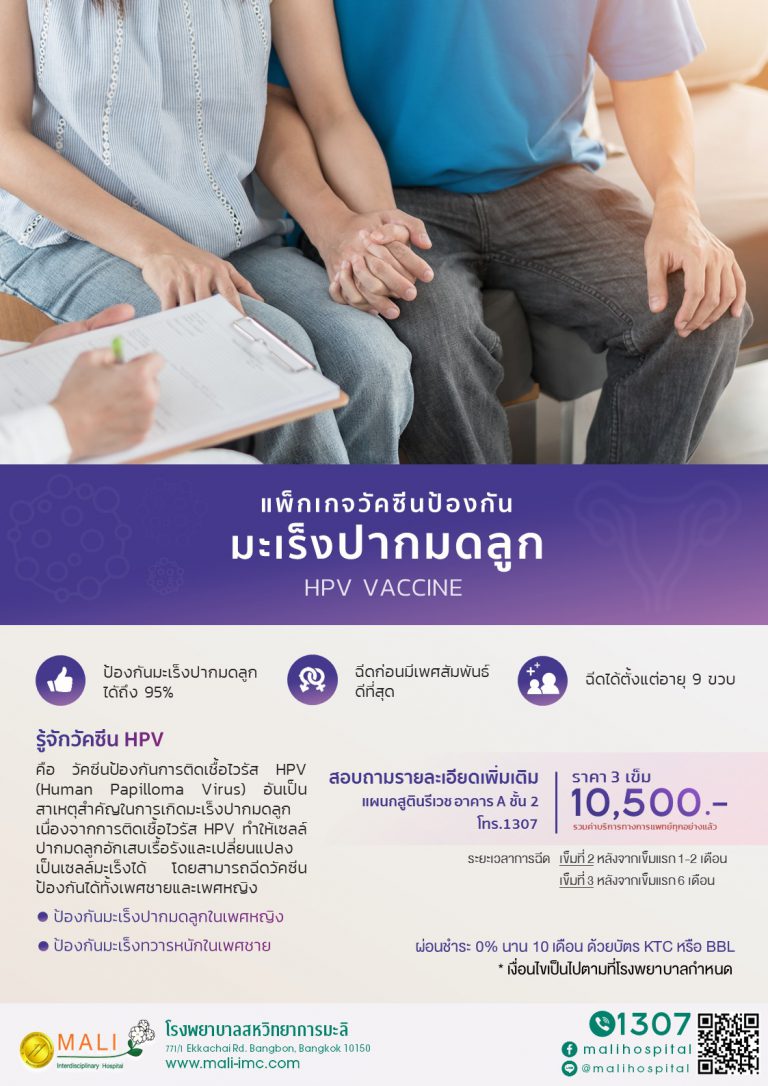 แพ็กเกจวัคซีนป้องกัน
มะเร็งปากมดลูก
HPV VACCINE
ป้องกันมะเร็งปากมดลูก
ได้ถึง 95%
ฉีดก่อนมีเพศสัมพันธ์
ดีที่สุด
ฉีดได้ตั้งแต่อายุ 9 ขวบ
รู้จักวัคซีน HPV
คือ วัคซีนป้องกันการติดเชื้อไวรัส HPV
(Human Papilloma Virus) อันเป็น
สาเหตุสำคัญในการเกิดมะเร็งปากมดลูก
เนื่องจากการติดเชื้อไวรัส HPV ทำให้เซลล์
ปากมดลูกอักเสบเรื้อรังและเปลี่ยนแปลง
เป็นเซลล์มะเร็งได้ โดยสามารถฉีดวัคซีน
ป้องกันได้ทั้งเพศชายและเพศหญิง
ป้องกันมะเร็งปากมดลูกในเพศหญิง
ป้องกันมะเร็งทวารหนักในเพศชาย
สอบถามรายละเอียดเพิ่มเติม
แผนกสูตินรีเวช อาคาร A ชั้น 2
โทร.1307
ราคา 3 เข็ม
10,500.-
รวมค่าบริการทางการแพทย์ทุกอย่างแล้ว
ระยะเวลาการฉีด เข็มที่ 2 หลังจากเข็มแรก 1-2 เดือน
เข็มที่ 3 หลังจากเข็มแรก 6 เดือน
ผ่อนชำระ 0% นาน 10 เดือน ด้วยบัตร KTC หรือ BBL
* เงื่อนไขเป็นไปตามที่โรงพยาบาลกำหนด
MALI
Interdisciplinary Hospital
โรงพยาบาลสหวิทยาการมะลิ
771/1 Ekkachai Rd. Bangbon, Bangkok 10150
www.mali-imc.com
1307
malihospital
@malihospital